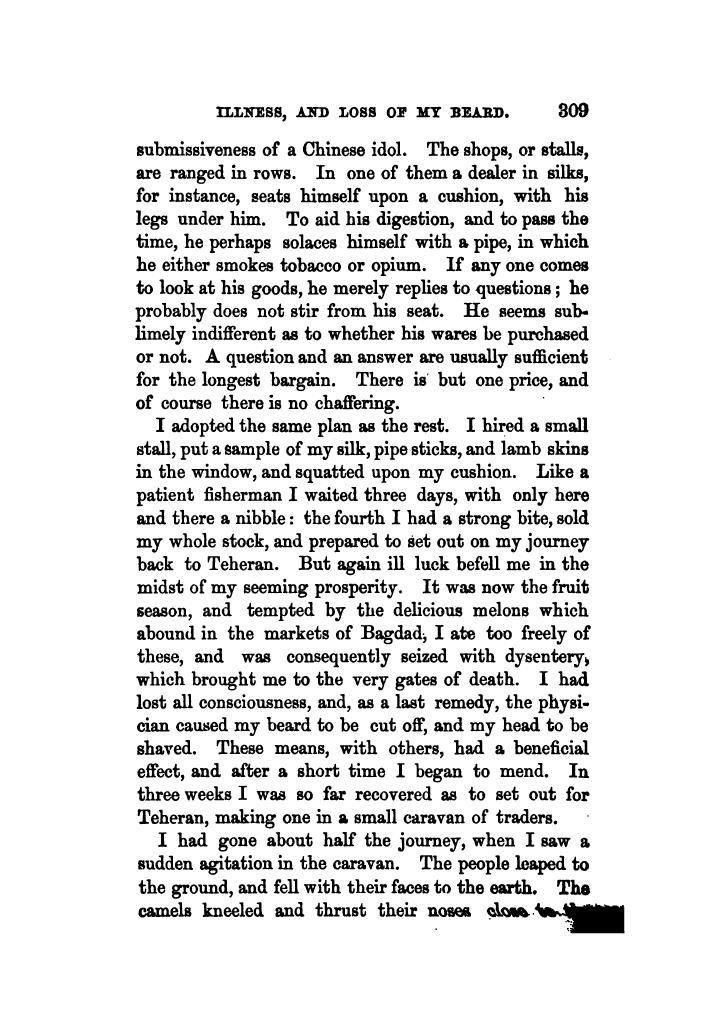 ILLNESS, AND LOSS OF MY BEARD. 309
submissiveness of a Chinese idol. The shops, or stalls,
are ranged in rows. In one of them a dealer in silks,
for instance, seats himself upon a cushion, with his
legs under him. To aid his digestion, and to pass the
time, he perhaps solaces himself with a pipe, in which
he either smokes tobacco or opium. If any one comes
to look at his goods, he merely replies to questions; he
probably does not stir from his seat. He seems sub-
limely indifferent as to whether his wares be purchased
or not. A question and an answer are usually sufficient
for the longest bargain. There is but one price, and
of course there is no chaffering.
I adopted the same plan as the rest. I hired a small
stall, put a sample of my silk, pipe sticks, and lamb skins
in the window, and squatted upon my cushion. Like a
patient fisherman I waited three days, with only here
and there a nibble: the fourth I had a strong bite, sold
my whole stock, and prepared to set out on my journey
back to Teheran. But again ill luck befell me in the
midst of my seeming prosperity. It was now the fruit
season, and tempted by the delicious melons which
abound in the markets of Bagdad, I ate too freely of
these, and was consequently seized with dysentery,
which brought me to the very gates of death. I had
lost all consciousness, and, as a last remedy, the physi-
cian caused my beard to be cut off, and my head to be
shaved. These means, with others, had a beneficial
effect, and after a short time I began to mend. In
three weeks I was so far recovered as to set out for
Teheran, making one in a small caravan of traders.
I had gone about half the journey, when I saw a
sudden agitation in the caravan. The people leaped to
the ground, and fell with their faces to the earth. The
camels kneeled and thrust their noses close to